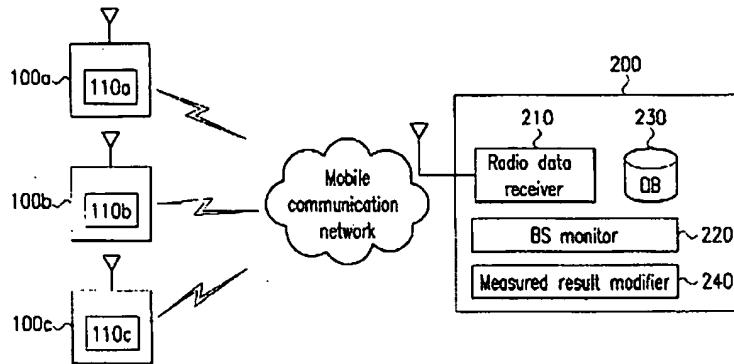 100a
110a
100b
110b
100c
110c
Mobile
communication
network
200
210
230
Radio data
receiver
DB
BS monitor
220
Measured result modifier
240